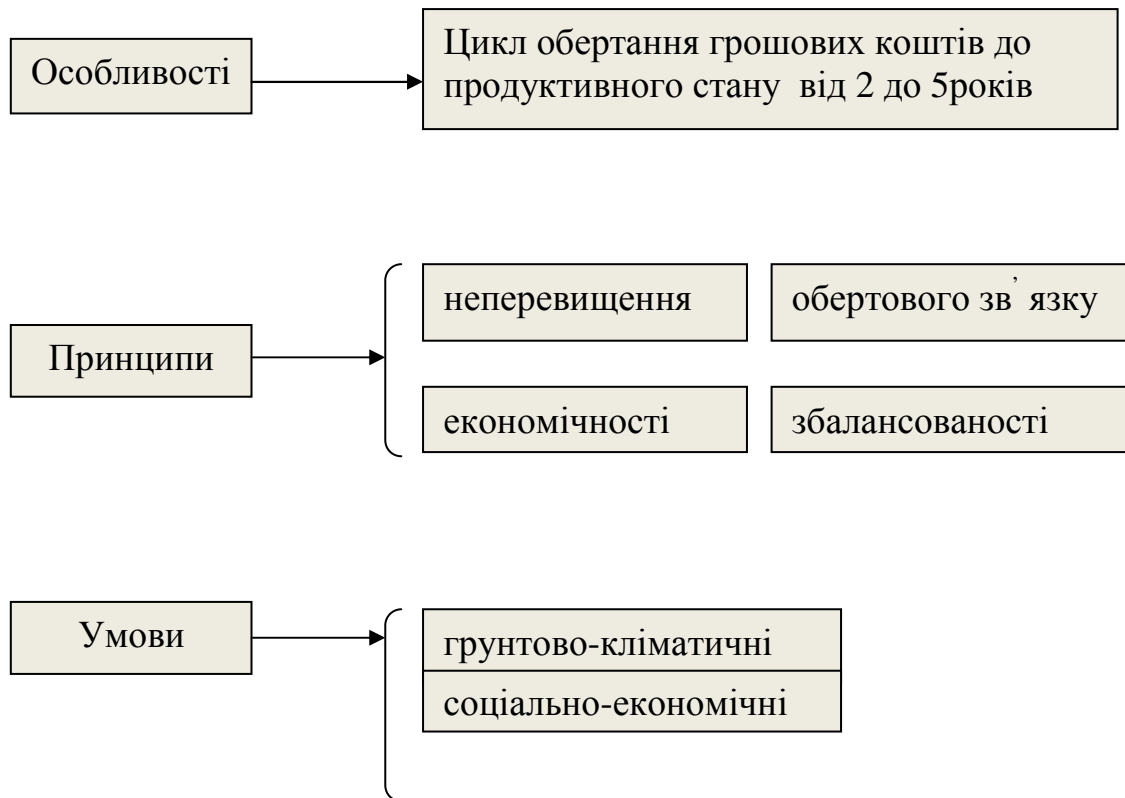 Особливості
Цикл обертання грошових коштів до
продуктивного стану від 2 до 5років
Принципи
неперевищення
обертового зв’ язку
економічності
збалансованості
Умови
грунтово-кліматичні
соціально-економічні